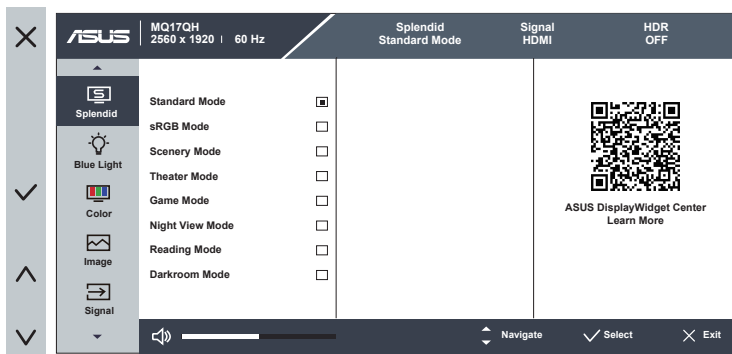 ASUS
MQ17QH
2560 x 1920 | 60 Hz
Splendid
Standard Mode
Signal
HDMI
HDR
OFF
Splendid
Blue Light
Color
Image
Signal
Standard Mode
sRGB Mode
Scenery Mode
Theater Mode
Game Mode
Night View Mode
Reading Mode
Darkroom Mode
ASUS DisplayWidget Center
Learn More
Navigate
Select
Exit